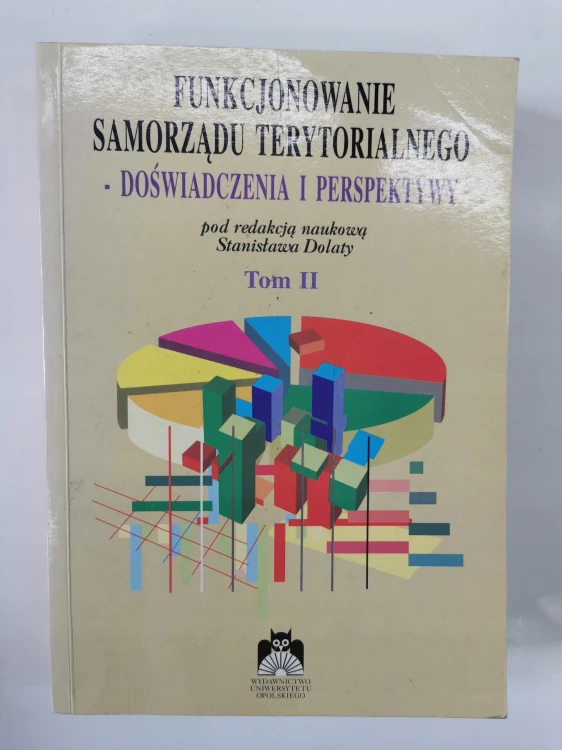 FUNKCJONOWANIE
SAMORZĄDU TERYTORIALNEGO
- DOŚWIADCZENIA I PERSPEKTYWY
pod redakcją naukową
Stanisława Dolaty
Tom II
WYDAWNICTWO
UNIWERSYTETU
OPOLSKIEGO